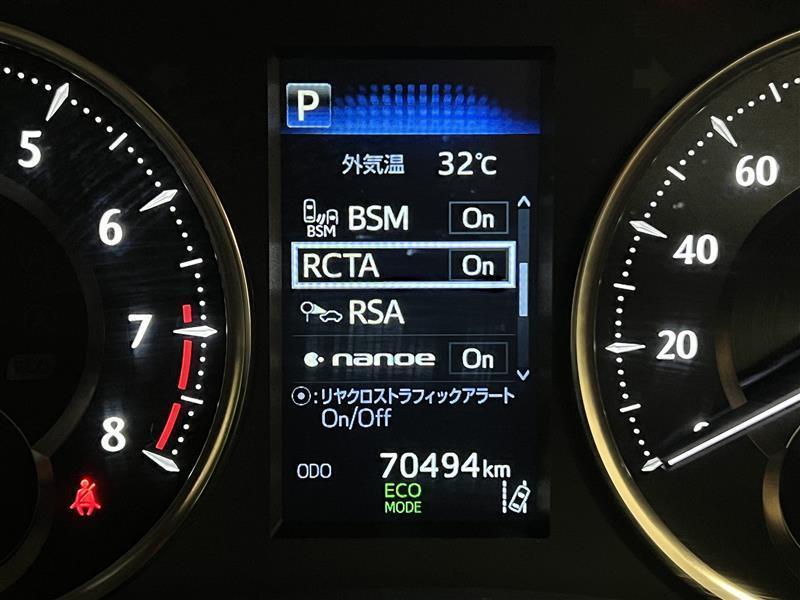 P
外気温 32℃
BSM BSM On
RCTA On
RSA
nanoe On
⦿:リヤクロストラフィックアラート
On/Off
ODO 70494km
ECO
MODE
5
6
7
8
60
40
20